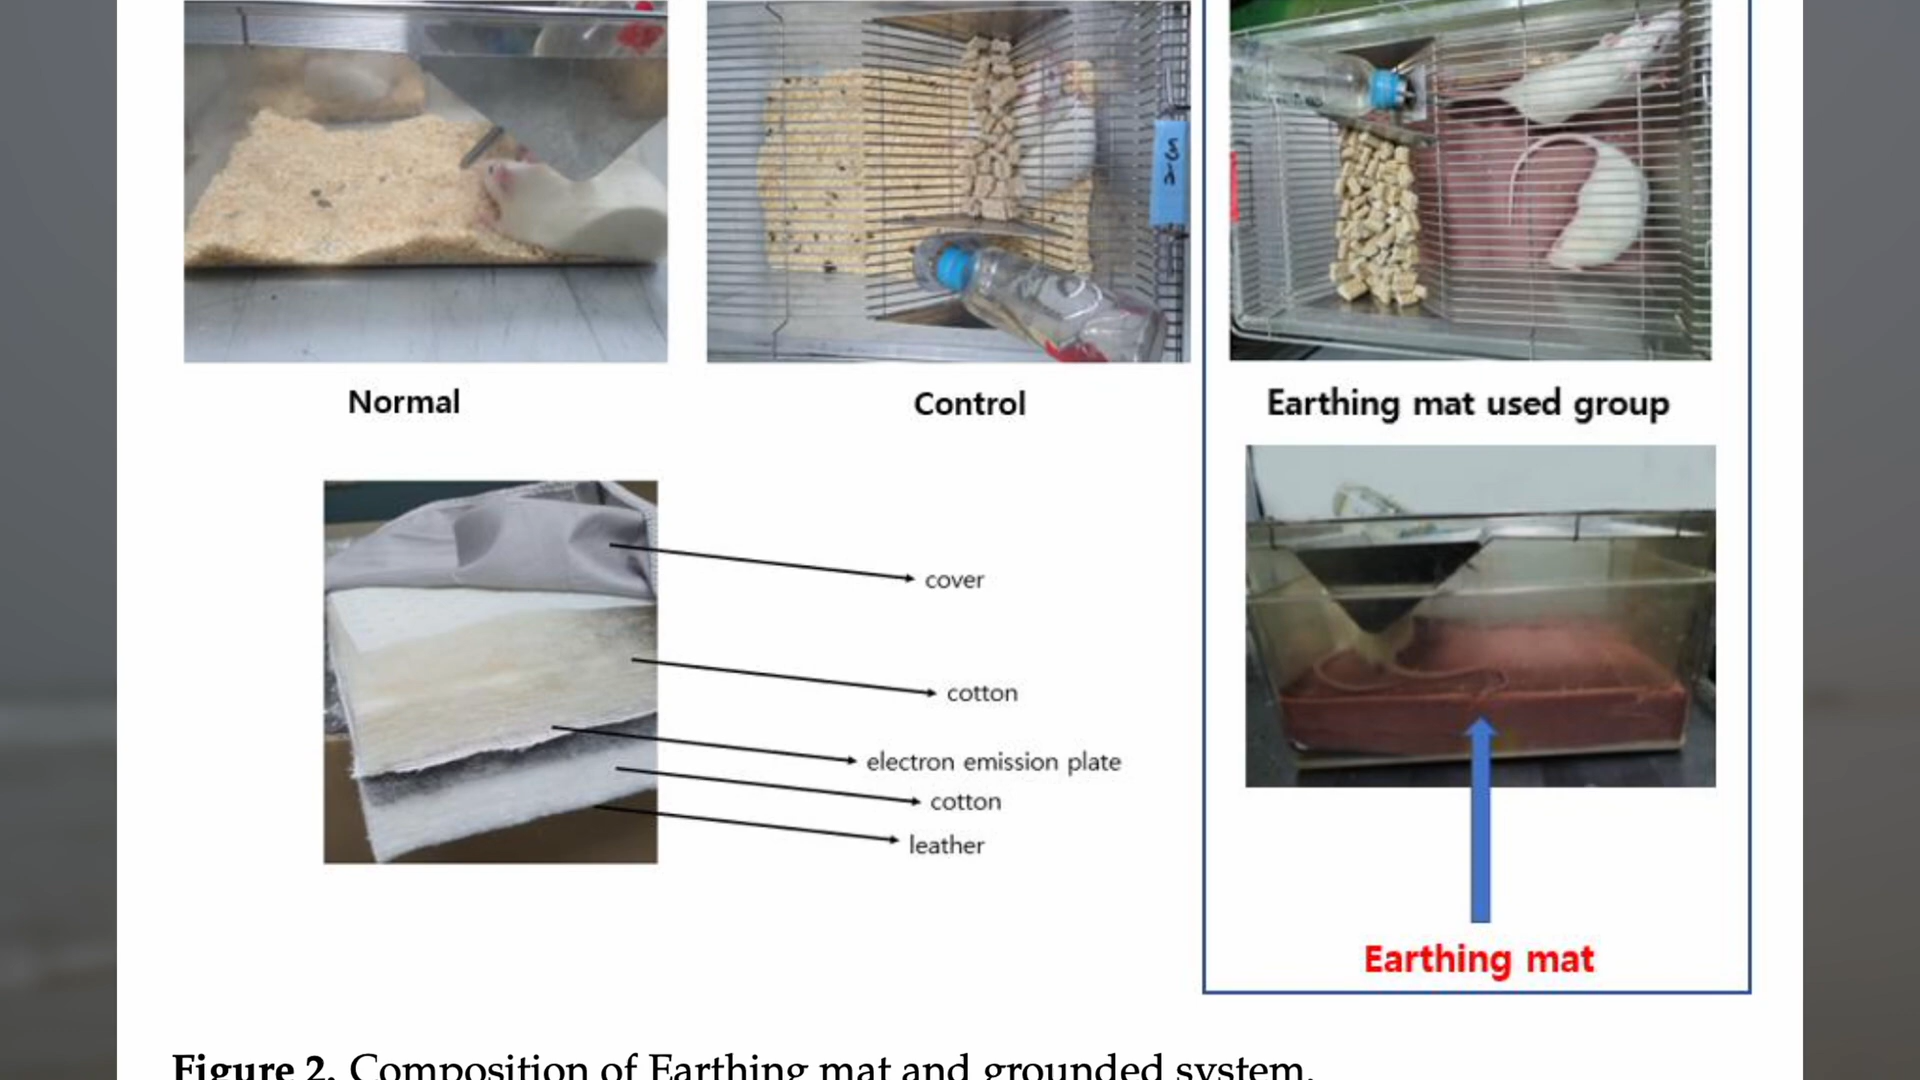 Normal
Control
Earthing mat used group
cover
cotton
electron emission plate
cotton
leather
Earthing mat
Figure 2. Composition of Earthing mat and grounded system.